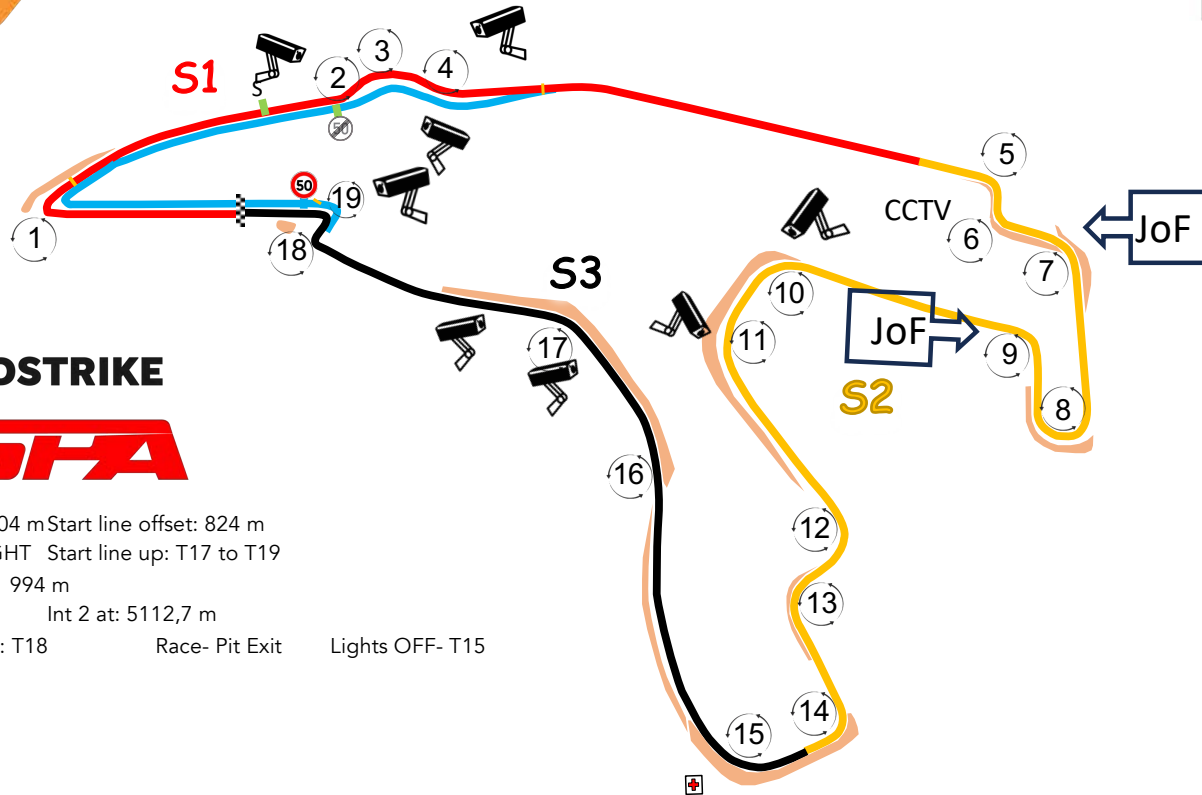 S1
2
3
4
50
50
19
1
18
5
CCTV
6
JoF
7
S3
10
JoF
11
17
9
S2
8
OSTRIKE
16
04 m Start line offset: 824 m
GHT Start line up: T17 to T19
994 m
12
Int 2 at: 5112,7 m
13
: T18 Race- Pit Exit Lights OFF- T15
14
15